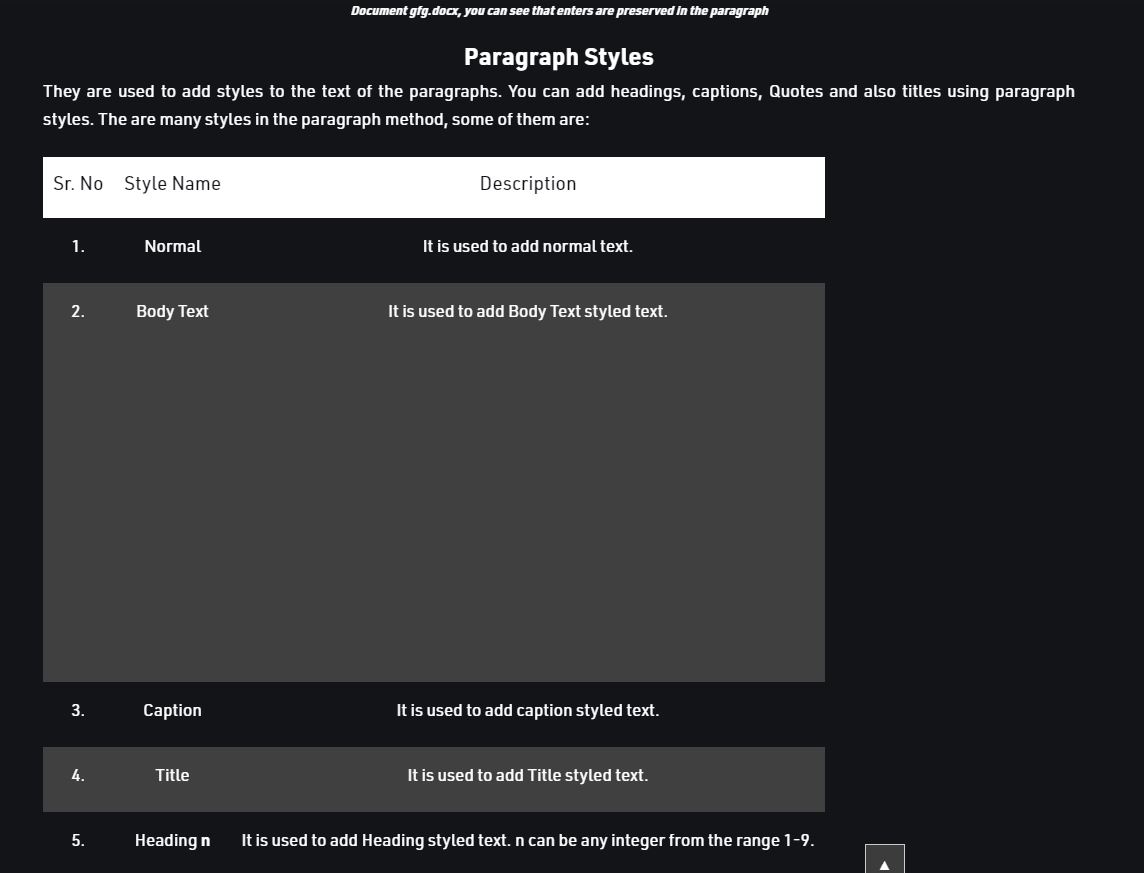 Document gfg.docx, you can see that enters are preserved in the paragraph
Paragraph Styles
They are used to add styles to the text of the paragraphs. You can add headings, captions, Quotes and also titles using paragraph
styles. The are many styles in the paragraph method, some of them are:
Sr. No Style Name Description
1. Normal It is used to add normal text.
2. Body Text It is used to add Body Text styled text.
3. Caption It is used to add caption styled text.
4. Title It is used to add Title styled text.
5. Heading n It is used to add Heading styled text. n can be any integer from the range 1-9.